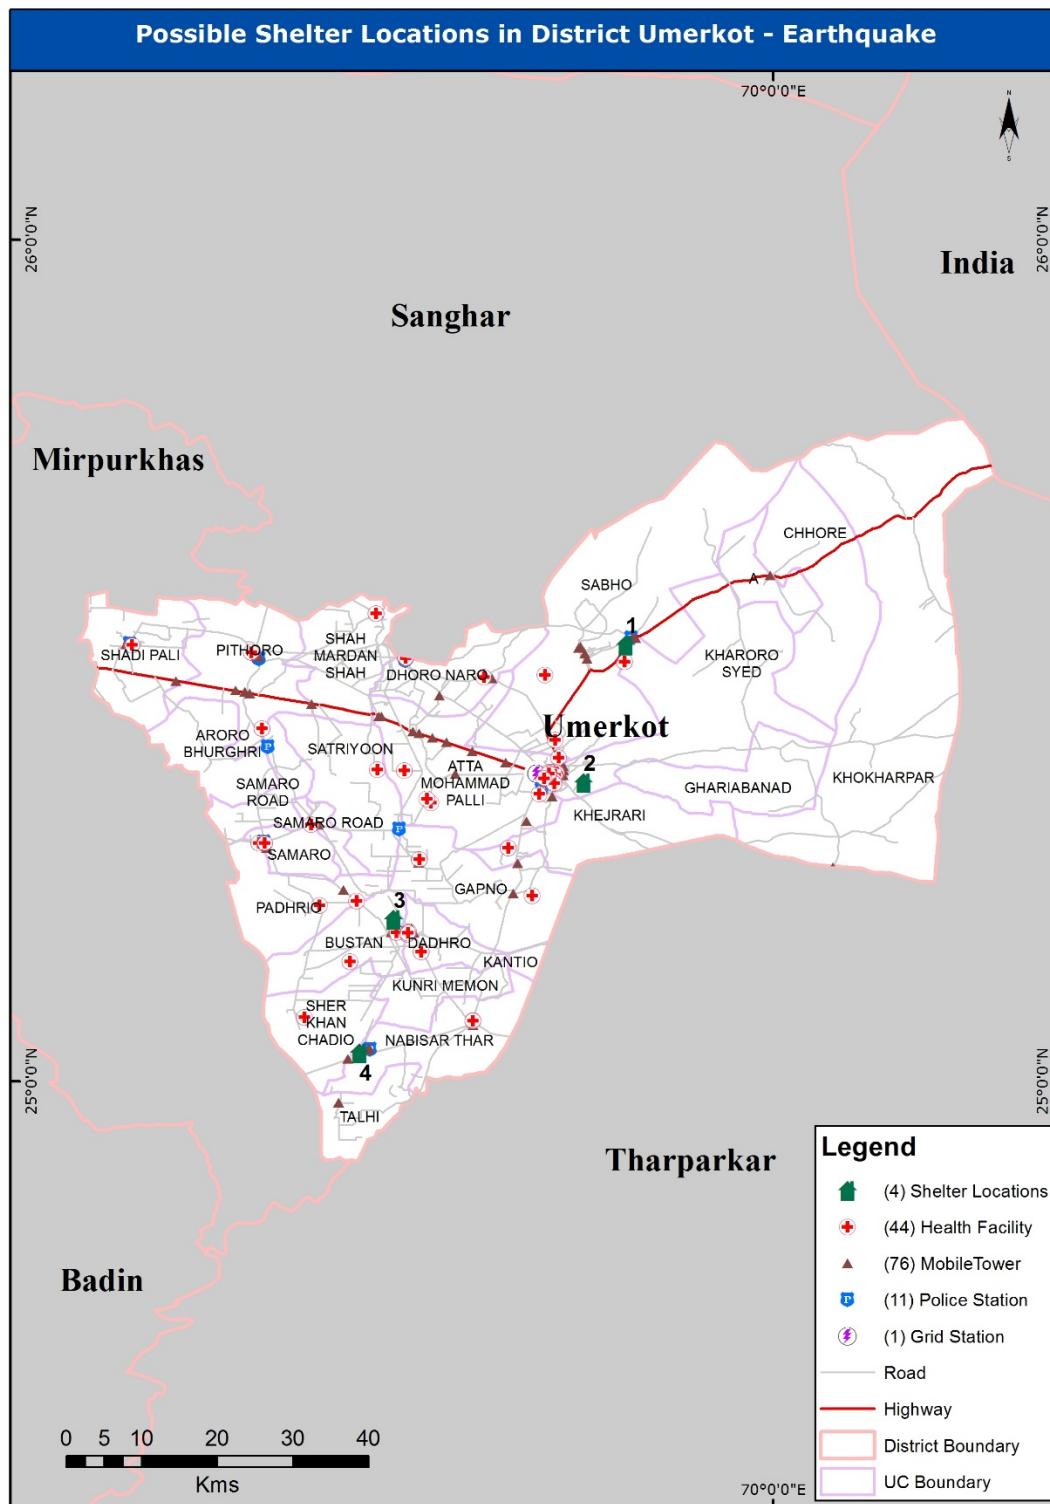 Possible Shelter Locations in District Umerkot - Earthquake
70°0'0"E
N
S
26°0'0"N
26°0'0"N
India
Sanghar
Mirpurkhas
CHHORE
A
SABHO
1
SHADI PALI
PITHORO
SHAH
MARDAN
SHAH
DHORO NARO
KHARORO
SYED
Umerkot
ARORO
BHURGHRI
SATRIYOON
ATTA
MOHAMMAD
PALLI
2
KHOKHARPAR
GHARIABANAD
SAMARO
ROAD
KHEJRARI
SAMARO ROAD
P
P
SAMARO
GAPNO
3
PADHRIO
BUSTAN
DADHRO
KANTIO
KUNRI MEMON
SHER
KHAN
CHADIO
NABISAR THAR
4
25°0'0"N
25°0'0"N
TALHI
Tharparkar
Badin
Legend
(4) Shelter Locations
(44) Health Facility
(76) MobileTower
P
(11) Police Station
(1) Grid Station
Road
Highway
District Boundary
UC Boundary
0 5 10 20 30 40
Kms
70°0'0"E